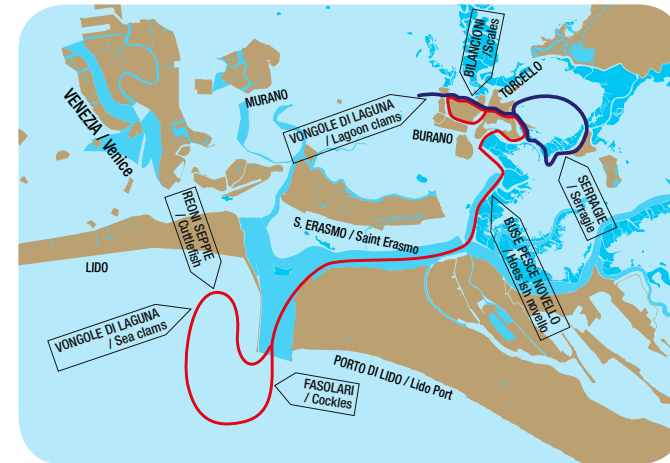 BILANCIONI
/Scales
TORCELLO
MURANO
VENEZIA / Venice
VONGOLE DI LAGUNA
/ Lagoon clams
BURANO
SERRAGIE
/ Serragie
REONI SEPPIE
/ Cuttlefish
S. ERASMO / Saint Erasmo
BUSE PESCE NOVELLO
Hoes ish novello
LIDO
VONGOLE DI LAGUNA
/ Sea clams
PORTO DI LIDO / Lido Port
FASOLARI
/ Cockles